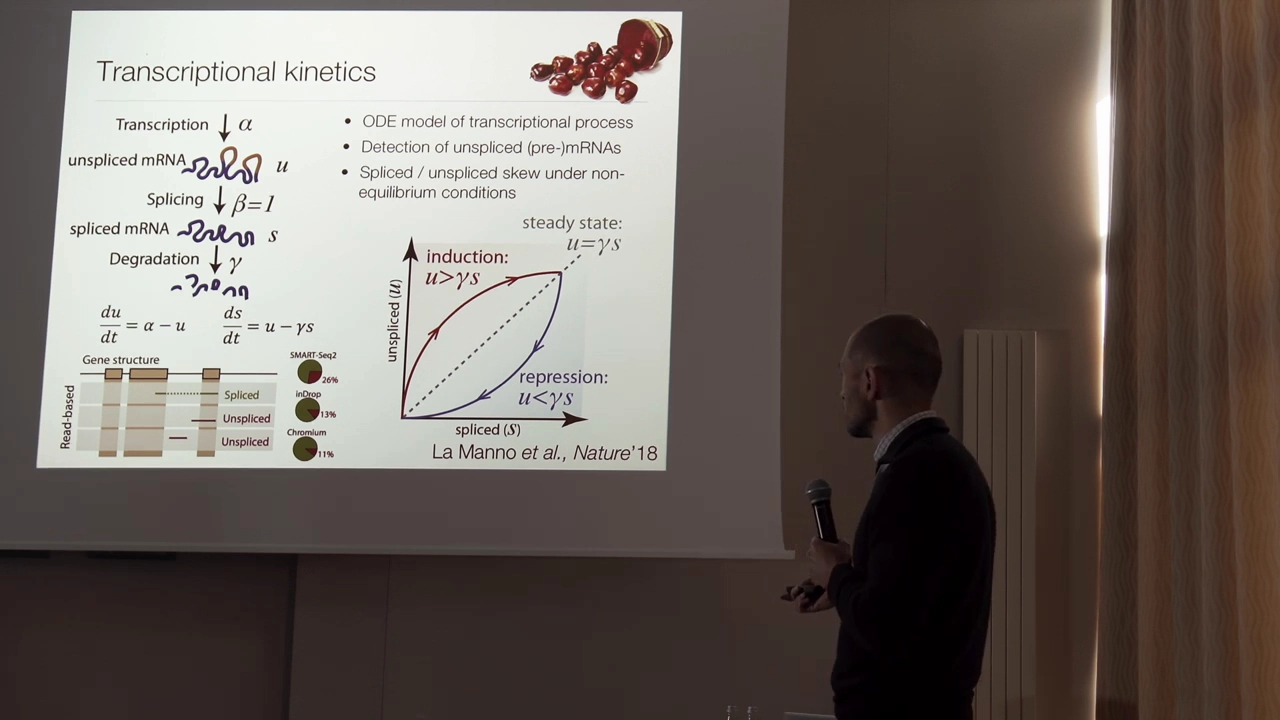 Transcriptional kinetics
Transcription α
unspliced mRNA u
Splicing β=1
spliced mRNA s
Degradation γ
du/dt = α − u ds/dt = u − γs
Gene structure
Read-based
Spliced
Unspliced
Unspliced
SMART-Seq2
26%
inDrop
13%
Chromium
11%
• ODE model of transcriptional process
• Detection of unspliced (pre-)mRNAs
• Spliced / unspliced skew under non-
equilibrium conditions
steady state:
u=γs
induction:
u>γs
unspliced (u)
repression:
u<γs
spliced (s)
La Manno et al., Nature'18